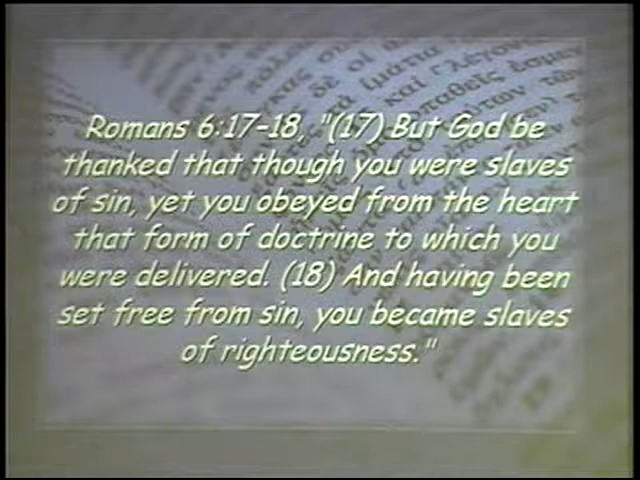 Romans 6:17-18, "(17) But God be
thanked that though you were slaves
of sin, yet you obeyed from the heart
that form of doctrine to which you
were delivered. (18) And having been
set free from sin, you became slaves
of righteousness."